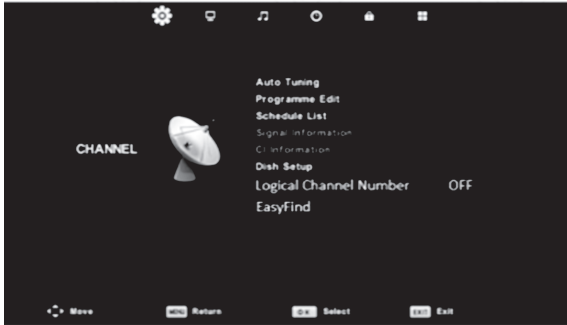 Auto Tuning
Programme Edit
Schedule List
Signal Information
CI Information
CHANNEL
Dish Setup
Logical Channel Number OFF
EasyFind
Move MENU Return OK Select EXIT Exit